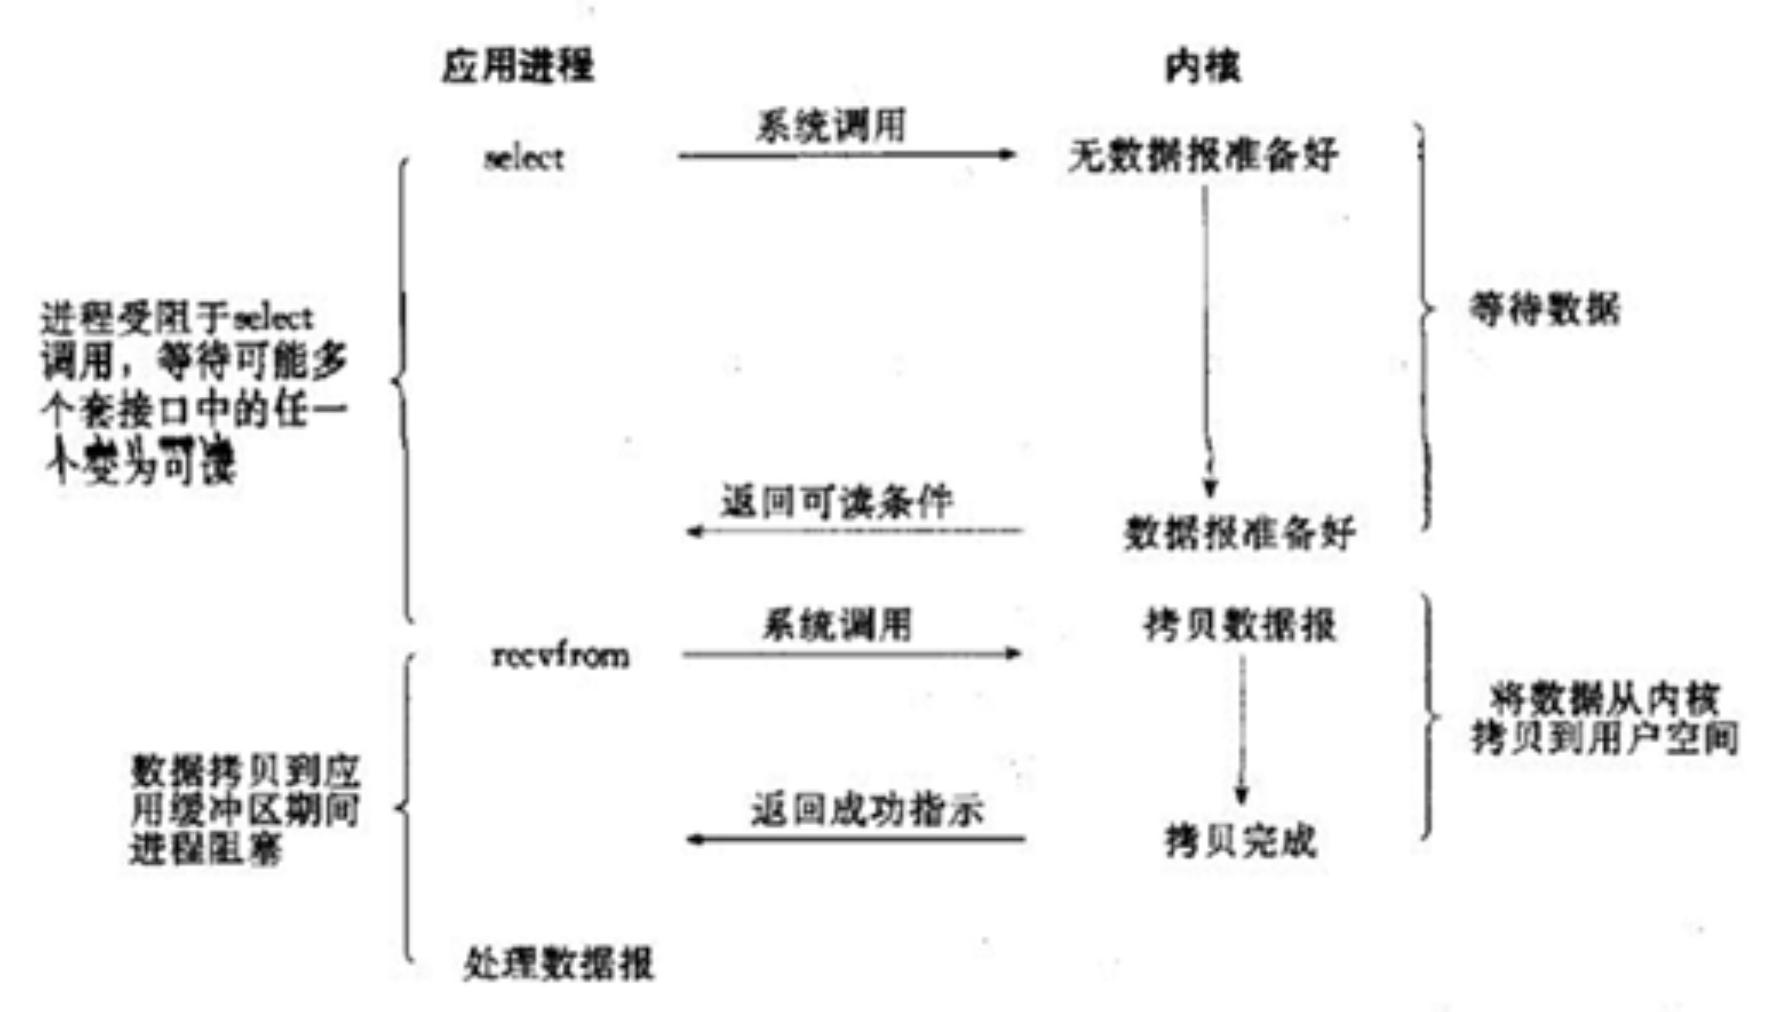 应用进程
内核
系统调用
select
无数据报准备好
进程受阻于select
调用，等待可能多
个套接口中的任一
个变为可读
等待数据
返回可读条件
数据报准备好
系统调用
recvfrom
拷贝数据报
将数据从内核
拷贝到用户空间
数据拷贝到应
用缓冲区期间
进程阻塞
返回成功指示
拷贝完成
处理数据报